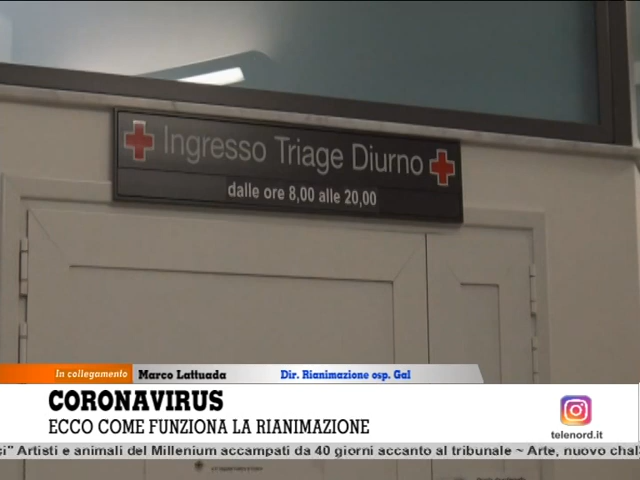 Ingresso Triage Diurno
dalle ore 8,00 alle 20,00
In collegamento Marco Lattuada Dir. Rianimazione osp. Gal
CORONAVIRUS
ECCO COME FUNZIONA LA RIANIMAZIONE
telenord.it
ci" Artisti e animali del Millenium accampati da 40 giorni accanto al tribunale ~ Arte, nuovo chal